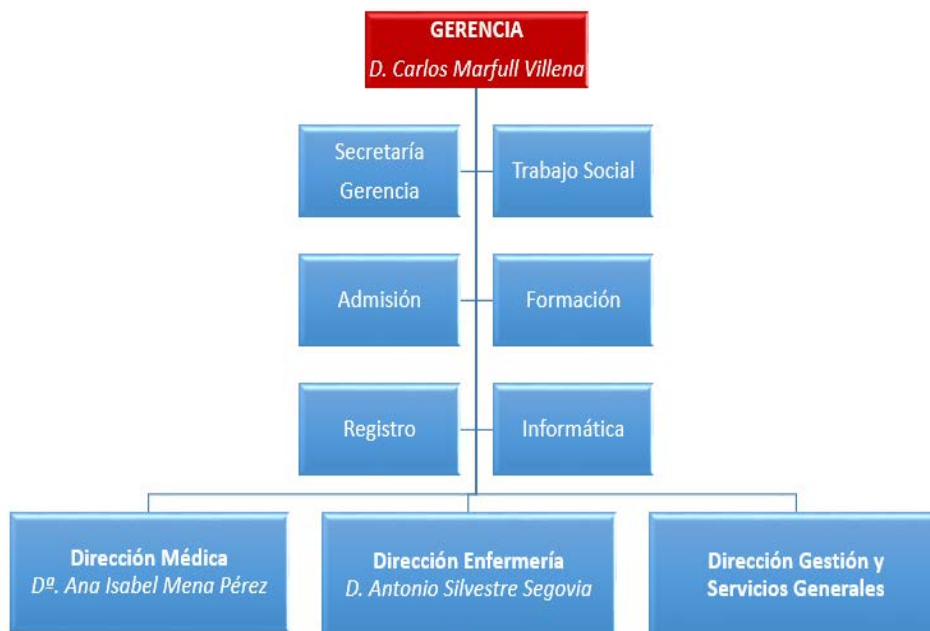 GERENCIA
D. Carlos Marfull Villena
Secretaría
Gerencia
Trabajo Social
Admisión
Formación
Registro
Informática
Dirección Médica
Dª. Ana Isabel Mena Pérez
Dirección Enfermería
D. Antonio Silvestre Segovia
Dirección Gestión y
Servicios Generales